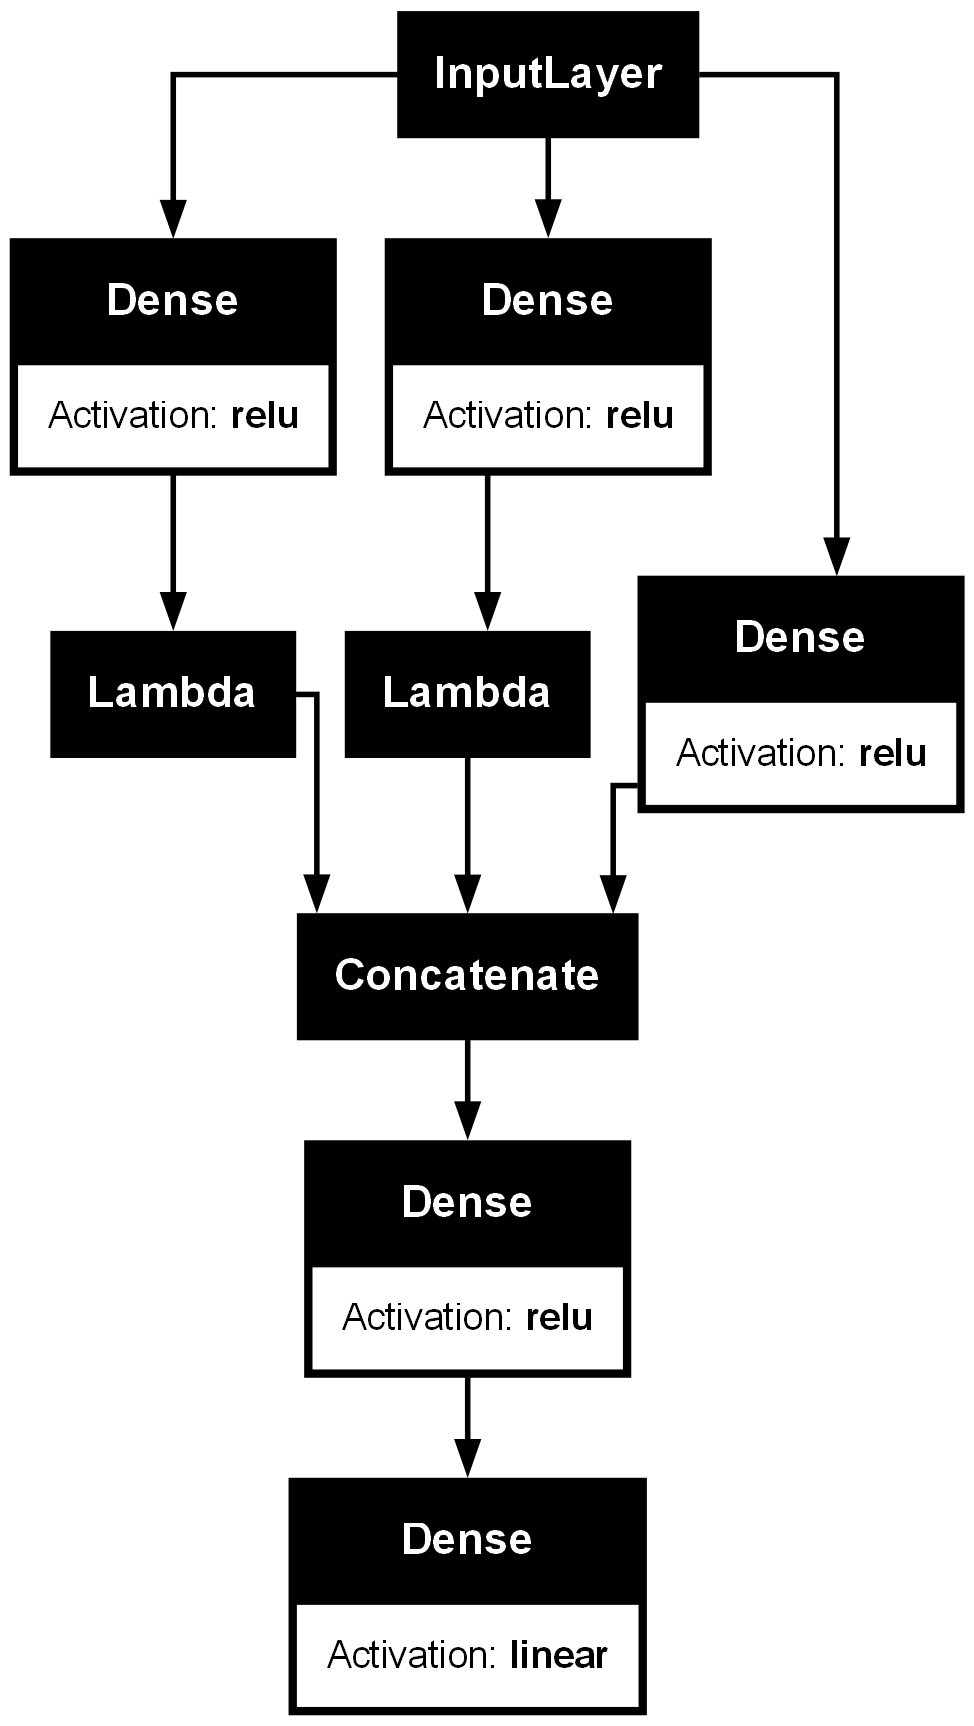 InputLayer
Dense
Activation: relu
Dense
Activation: relu
Dense
Activation: relu
Lambda
Lambda
Concatenate
Dense
Activation: relu
Dense
Activation: linear